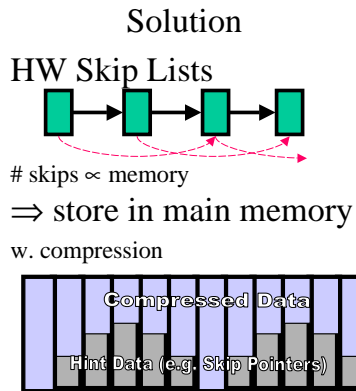 Solution
HW Skip Lists
# skips ∝ memory
⇒ store in main memory
w. compression
Compressed Data
Hint Data (e.g. Skip Pointers)